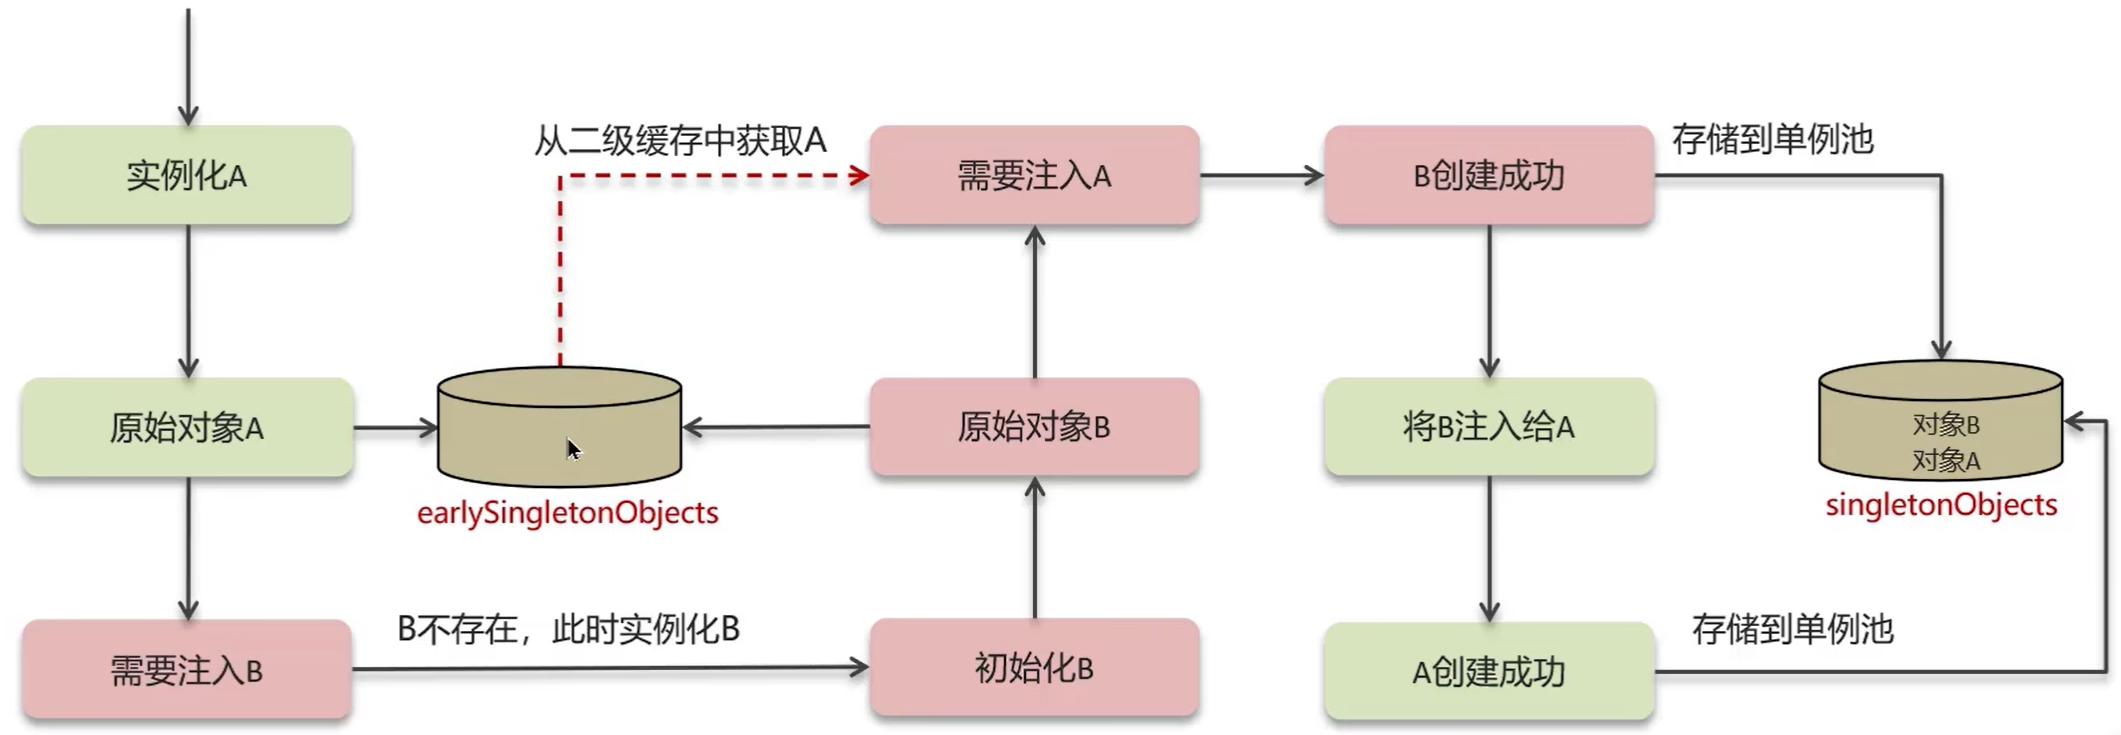 实例化A
原始对象A
需要注入B
B不存在，此时实例化B
初始化B
原始对象B
earlySingletonObjects
从二级缓存中获取A
需要注入A
B创建成功
存储到单例池
将B注入给A
A创建成功
存储到单例池
对象B
对象A
singletonObjects